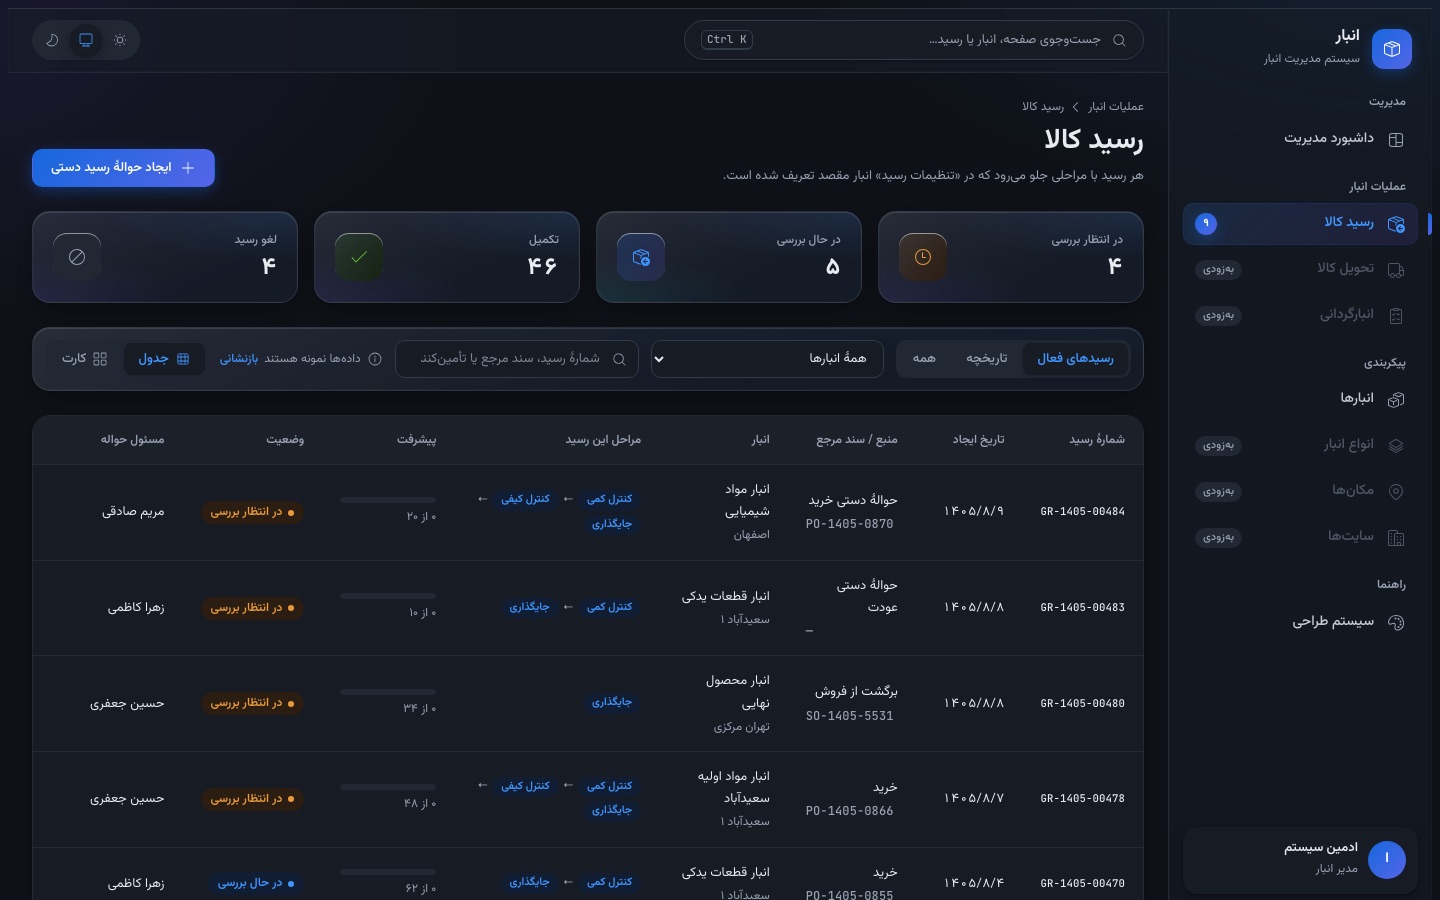 انبار
سیستم مدیریت انبار
مدیریت
داشبورد مدیریت
عملیات انبار
رسید کالا ۹
تحویل کالا به‌زودی
انبارگردانی به‌زودی
پیکربندی
انبارها
انواع انبار به‌زودی
مکان‌ها به‌زودی
سایت‌ها به‌زودی
راهنما
سیستم طراحی
ا
ادمین سیستم
مدیر انبار
جست‌وجوی صفحه، انبار یا رسید... Ctrl K
عملیات انبار رسید کالا
رسید کالا
هر رسید با مراحلی جلو می‌رود که در «تنظیمات رسید» انبار مقصد تعریف شده است.
ایجاد حوالهٔ رسید دستی
در انتظار بررسی
۴
در حال بررسی
۵
تکمیل
۴۶
لغو رسید
۴
رسیدهای فعال تاریخچه همه همهٔ انبارها شمارهٔ رسید، سند مرجع یا تأمین‌کنند داده‌ها نمونه هستند بازنشانی جدول کارت
شمارهٔ رسید تاریخ ایجاد منبع / سند مرجع انبار مراحل این رسید پیشرفت وضعیت مسئول حواله
GR-1405-00484 ۱۴۰۵/۸/۹ حوالهٔ دستی خرید
PO-1405-0870
انبار مواد
شیمیایی
اصفهان
کنترل کمی ← کنترل کیفی ←
جایگذاری
۰ از ۲۰
در انتظار بررسی
مریم صادقی
GR-1405-00483 ۱۴۰۵/۸/۸ حوالهٔ دستی
عودت
—
انبار قطعات یدکی
سعیدآباد ۱
کنترل کمی ← جایگذاری
۰ از ۱۰
در انتظار بررسی
زهرا کاظمی
GR-1405-00480 ۱۴۰۵/۸/۸ برگشت از فروش
SO-1405-5531
انبار محصول
نهایی
تهران مرکزی
جایگذاری
۰ از ۳۴
در انتظار بررسی
حسین جعفری
GR-1405-00478 ۱۴۰۵/۸/۷ خرید
PO-1405-0866
انبار مواد اولیه
سعیدآباد
سعیدآباد ۱
کنترل کمی ← کنترل کیفی ←
جایگذاری
۰ از ۴۸
در انتظار بررسی
حسین جعفری
GR-1405-00470 ۱۴۰۵/۸/۴ خرید
PO-1405-0855
انبار قطعات یدکی
سعیدآباد ۱
کنترل کمی ← جایگذاری
۰ از ۶۲
در حال بررسی
زهرا کاظمی